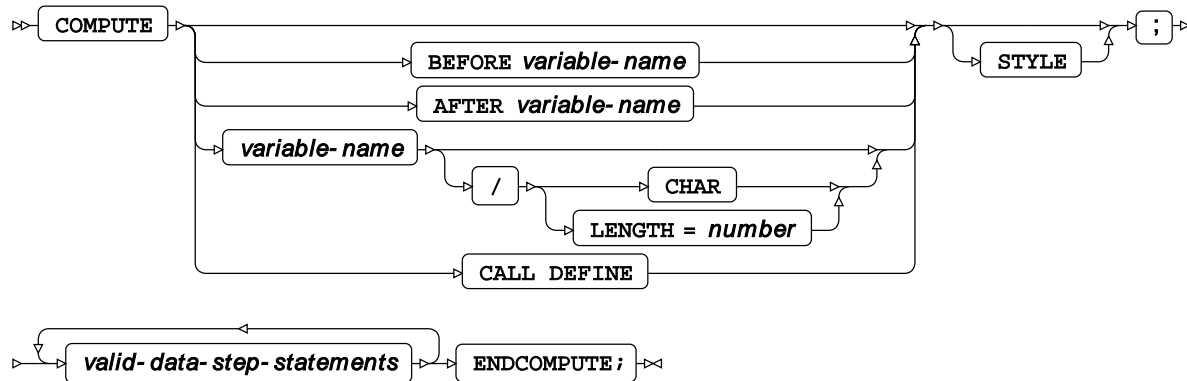 COMPUTE
BEFORE variable-name
AFTER variable-name
variable-name
/
CHAR
LENGTH = number
CALL DEFINE
STYLE
;
valid-data-step-statements
ENDCOMPUTE;